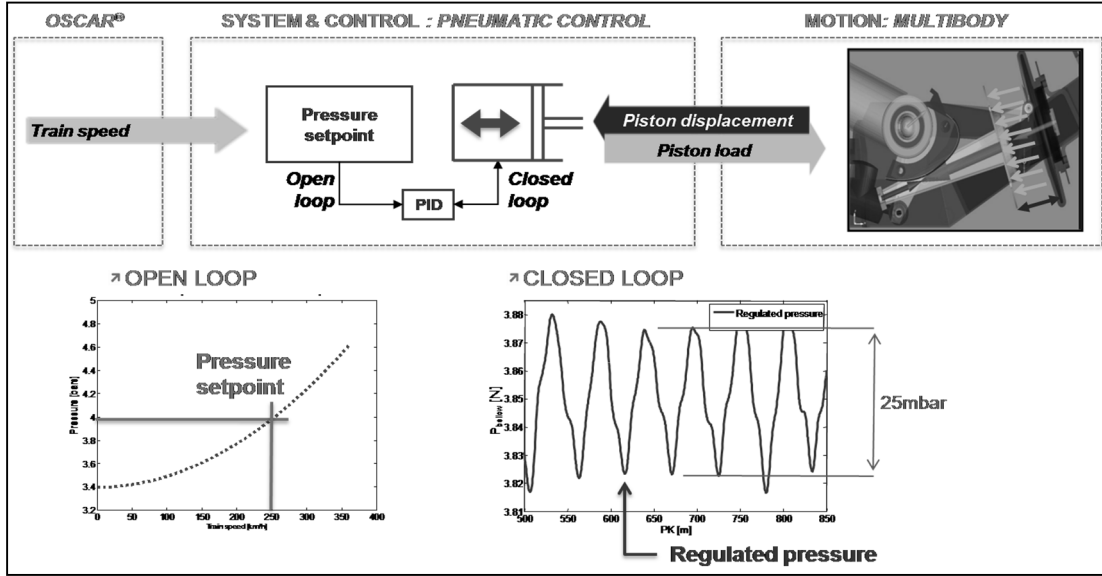 OSCAR®
SYSTEM & CONTROL : PNEUMATIC CONTROL
MOTION: MULTIBODY
Train speed
Pressure
setpoint
Open
loop
PID
Closed
loop
Piston displacement
Piston load
OPEN LOOP
5
4.8
4.6
4.4
4.2
4
3.8
3.6
3.4
3.2
Pressure [bars]
Pressure
setpoint
0
50
100
150
200
250
300
350
400
Train speed [km/h]
CLOSED LOOP
3.88
3.87
3.86
3.85
3.84
3.83
3.82
3.81
P bellow [N]
Regulated pressure
25mbar
500
550
600
650
700
750
800
850
PK [m]
Regulated pressure